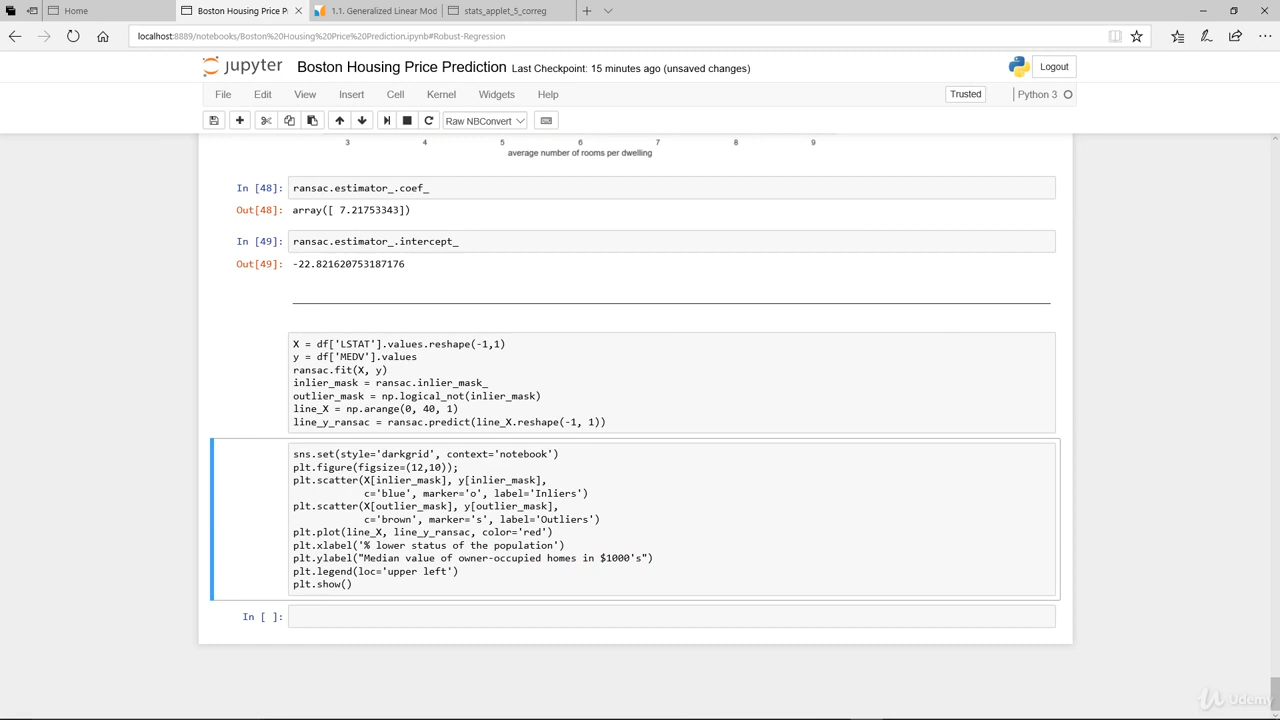 Home
Boston Housing Price P
1.1. Generalized Linear Mod
stats_applet_5_correg
localhost:8889/notebooks/Boston%20Housing%20Price%20Prediction.ipynb#Robust-Regression
jupyter Boston Housing Price Prediction Last Checkpoint: 15 minutes ago (unsaved changes)
Logout
File Edit View Insert Cell Kernel Widgets Help
Trusted
Python 3
Raw NBConvert
3 4 5 6 7 8 9
average number of rooms per dwelling
In [48]: ransac.estimator_.coef_
Out[48]: array([ 7.21753343])
In [49]: ransac.estimator_.intercept_
Out[49]: -22.821620753187176
X = df['LSTAT'].values.reshape(-1,1)
y = df['MEDV'].values
ransac.fit(X, y)
inlier_mask = ransac.inlier_mask_
outlier_mask = np.logical_not(inlier_mask)
line_X = np.arange(0, 40, 1)
line_y_ransac = ransac.predict(line_X.reshape(-1, 1))
sns.set(style='darkgrid', context='notebook')
plt.figure(figsize=(12,10));
plt.scatter(X[inlier_mask], y[inlier_mask],
c='blue', marker='o', label='Inliers')
plt.scatter(X[outlier_mask], y[outlier_mask],
c='brown', marker='s', label='Outliers')
plt.plot(line_X, line_y_ransac, color='red')
plt.xlabel('% lower status of the population')
plt.ylabel("Median value of owner-occupied homes in $1000's")
plt.legend(loc='upper left')
plt.show()
In [ ]:
Udemy